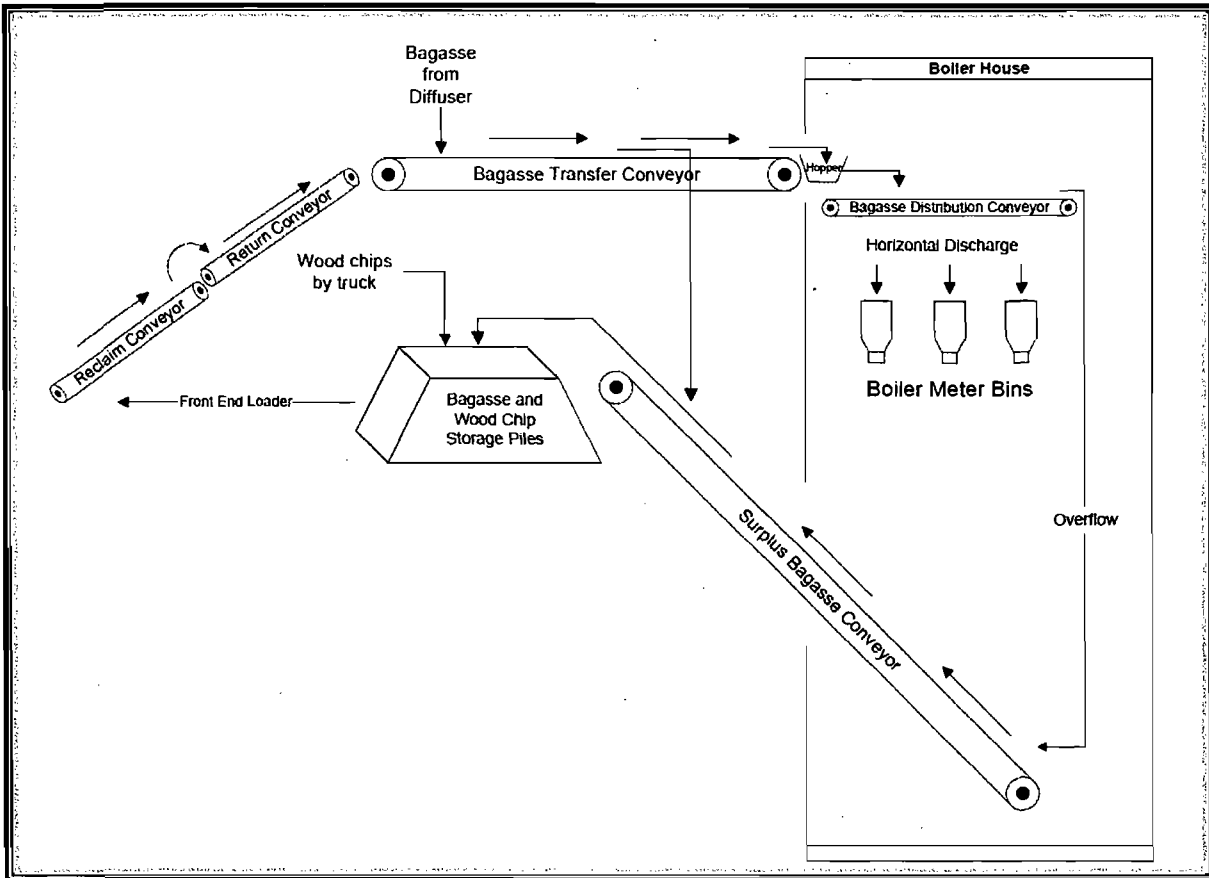 Bagasse
from
Diffuser
Boiler House
Hopper
Bagasse Transfer Conveyor
Return Conveyor
Bagasse Distribution Conveyor
Horizontal Discharge
Wood chips
by truck
Reclaim Conveyor
Front End Loader
Bagasse and
Wood Chip
Storage Piles
Boiler Meter Bins
Surplus Bagasse Conveyor
Overflow